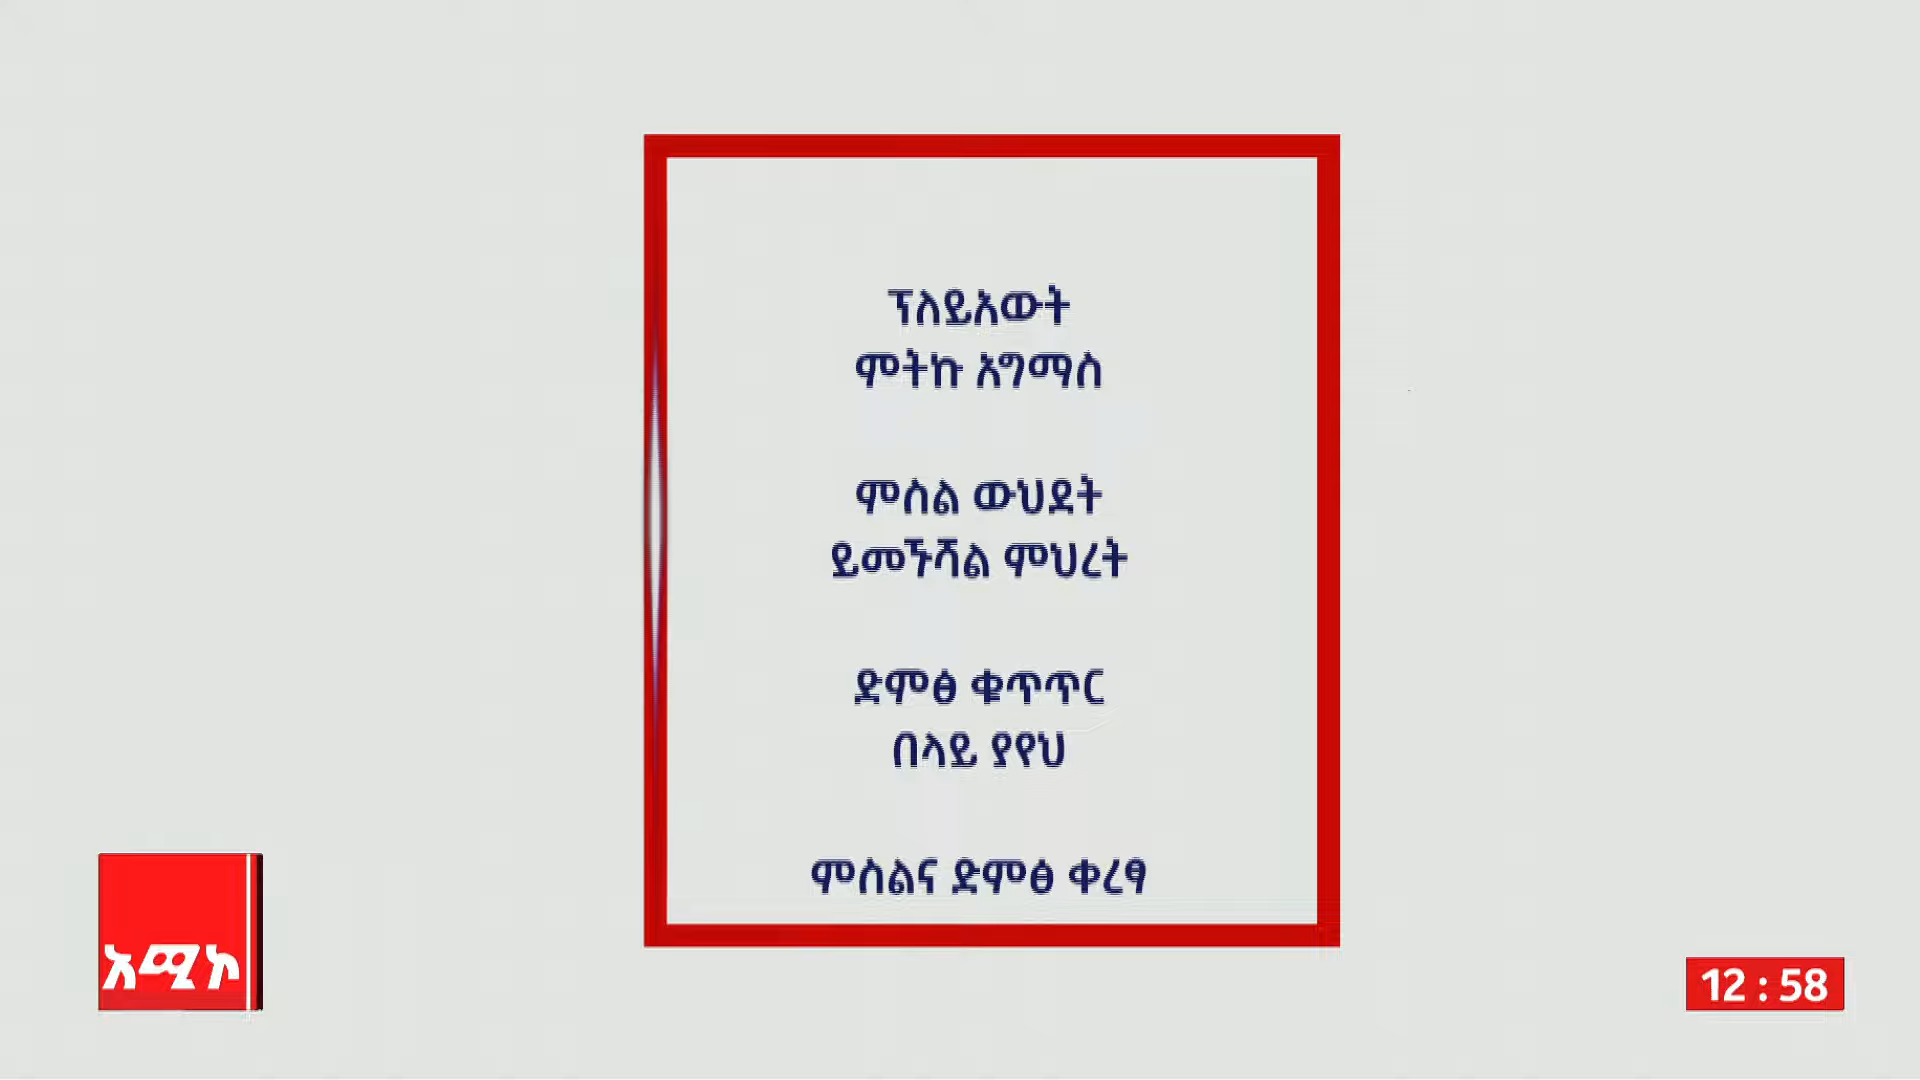 ፕለይአውት
ምትኩ አግማስ
ምስል ውህደት
ይመኙሻል ምህረት
ድምፅ ቁጥጥር
በላይ ያየህ
ምስልና ድምፅ ቀረፃ
አሚኮ
12 : 58